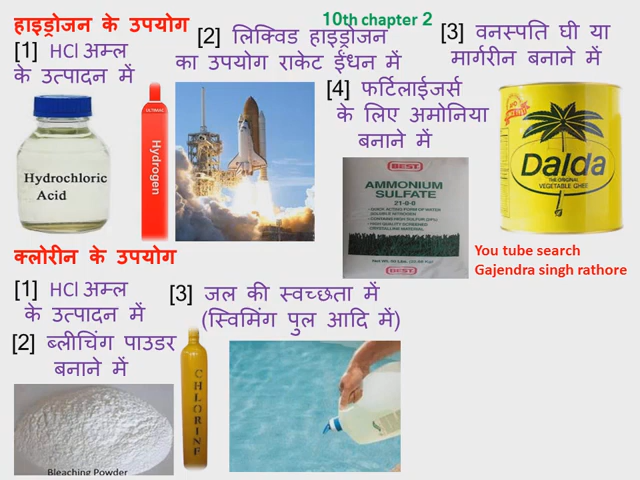 10th chapter 2
हाइड्रोजन के उपयोग
[1] HCl अम्ल
के उत्पादन में
[2] लिक्विड हाइड्रोजन
का उपयोग राकेट ईंधन में
[3] वनस्पति घी या
मार्गरीन बनाने में
[4] फर्टिलाईजर्स
के लिए अमोनिया
बनाने में
Hydrochloric
Acid
Hydrogen
BEST
AMMONIUM
SULFATE
21-0-0
BEST
Dalda
THE ORIGINAL
VEGETABLE GHEE
You tube search
Gajendra singh rathore
क्लोरीन के उपयोग
[1] HCl अम्ल
के उत्पादन में
[2] ब्लीचिंग पाउडर
बनाने में
[3] जल की स्वच्छता में
(स्विमिंग पुल आदि में)
CHLORINE
Bleaching Powder